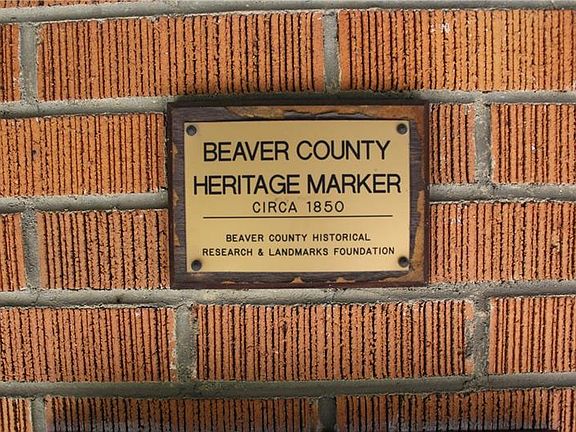 BEAVER COUNTY
HERITAGE MARKER
CIRCA 1850
BEAVER COUNTY HISTORICAL
RESEARCH & LANDMARKS FOUNDATION